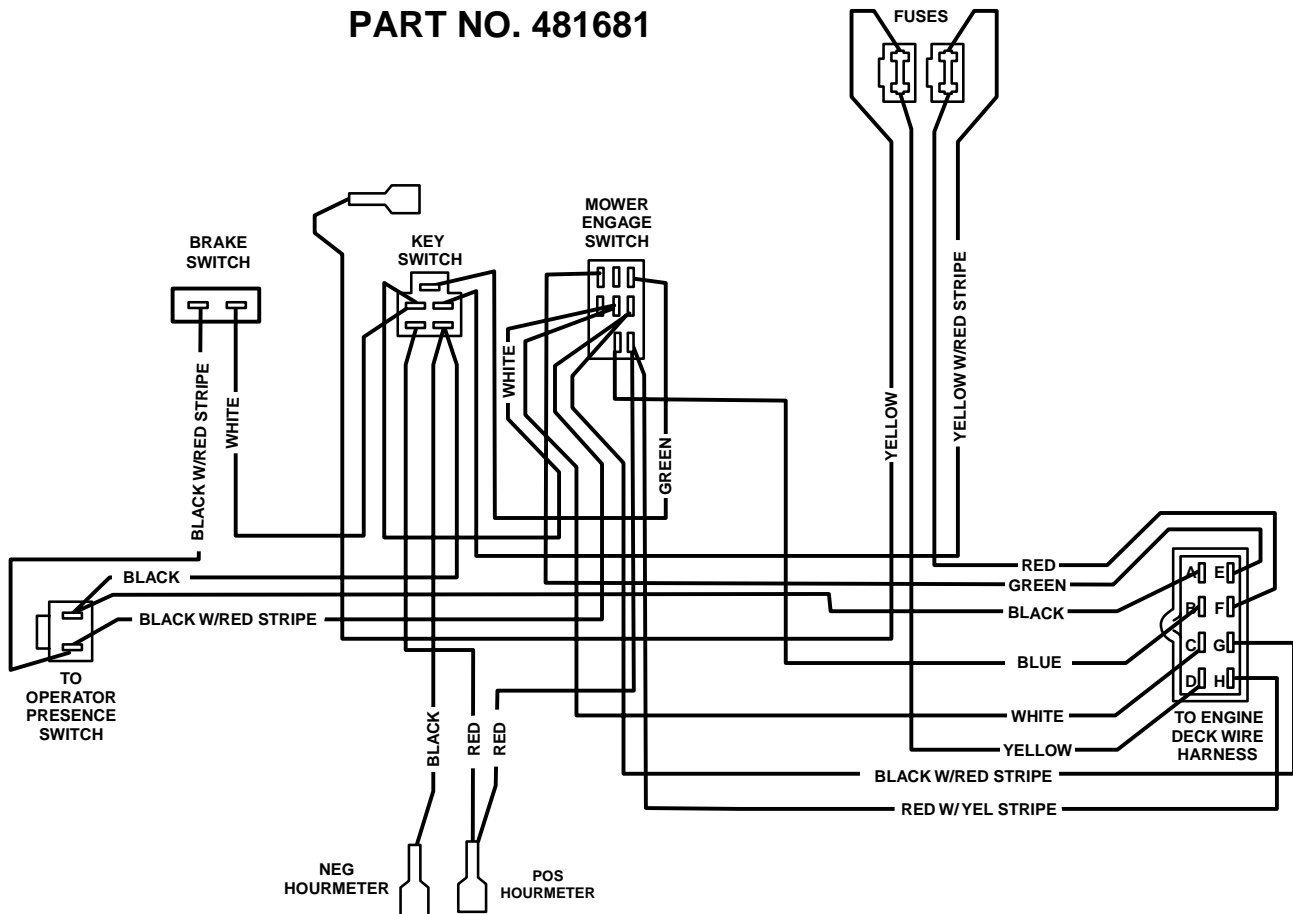 PART NO. 481681
FUSES
MOWER
ENGAGE
SWITCH
BRAKE
SWITCH
KEY
SWITCH
BLACK W/RED STRIPE
WHITE
WHITE
GREEN
YELLOW
YELLOW W/RED STRIPE
BLACK
BLACK W/RED STRIPE
TO
OPERATOR
PRESENCE
SWITCH
RED
GREEN
BLACK
BLUE
WHITE
YELLOW
BLACK W/RED STRIPE
RED W/ YEL STRIPE
A E
B F
C G
D H
TO ENGINE
DECK WIRE
HARNESS
BLACK
RED
RED
NEG
HOURMETER
POS
HOURMETER